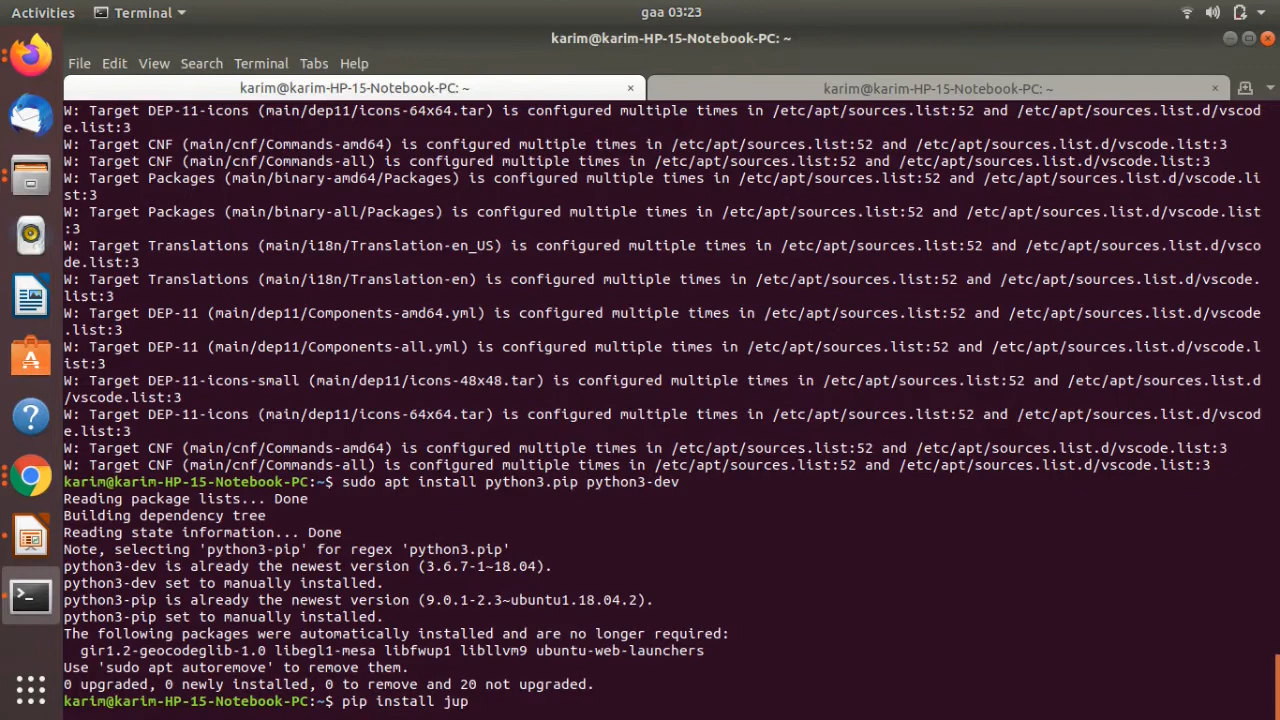 Activities
Terminal
gaa 03:23
karim@karim-HP-15-Notebook-PC: ~
File Edit View Search Terminal Tabs Help
karim@karim-HP-15-Notebook-PC: ~
karim@karim-HP-15-Notebook-PC: ~
W: Target DEP-11-icons (main/dep11/icons-64x64.tar) is configured multiple times in /etc/apt/sources.list:52 and /etc/apt/sources.list.d/vscod
e.list:3
W: Target CNF (main/cnf/Commands-amd64) is configured multiple times in /etc/apt/sources.list:52 and /etc/apt/sources.list.d/vscode.list:3
W: Target CNF (main/cnf/Commands-all) is configured multiple times in /etc/apt/sources.list:52 and /etc/apt/sources.list.d/vscode.list:3
W: Target Packages (main/binary-amd64/Packages) is configured multiple times in /etc/apt/sources.list:52 and /etc/apt/sources.list.d/vscode.li
st:3
W: Target Packages (main/binary-all/Packages) is configured multiple times in /etc/apt/sources.list:52 and /etc/apt/sources.list.d/vscode.list
:3
W: Target Translations (main/i18n/Translation-en_US) is configured multiple times in /etc/apt/sources.list:52 and /etc/apt/sources.list.d/vsco
de.list:3
W: Target Translations (main/i18n/Translation-en) is configured multiple times in /etc/apt/sources.list:52 and /etc/apt/sources.list.d/vscode.
list:3
W: Target DEP-11 (main/dep11/Components-amd64.yml) is configured multiple times in /etc/apt/sources.list:52 and /etc/apt/sources.list.d/vscode
.list:3
W: Target DEP-11 (main/dep11/Components-all.yml) is configured multiple times in /etc/apt/sources.list:52 and /etc/apt/sources.list.d/vscode.l
ist:3
W: Target DEP-11-icons-small (main/dep11/icons-48x48.tar) is configured multiple times in /etc/apt/sources.list:52 and /etc/apt/sources.list.d
/vscode.list:3
W: Target DEP-11-icons (main/dep11/icons-64x64.tar) is configured multiple times in /etc/apt/sources.list:52 and /etc/apt/sources.list.d/vscod
e.list:3
W: Target CNF (main/cnf/Commands-amd64) is configured multiple times in /etc/apt/sources.list:52 and /etc/apt/sources.list.d/vscode.list:3
W: Target CNF (main/cnf/Commands-all) is configured multiple times in /etc/apt/sources.list:52 and /etc/apt/sources.list.d/vscode.list:3
karim@karim-HP-15-Notebook-PC:~$ sudo apt install python3.pip python3-dev
Reading package lists... Done
Building dependency tree
Reading state information... Done
Note, selecting 'python3-pip' for regex 'python3.pip'
python3-dev is already the newest version (3.6.7-1~18.04).
python3-dev set to manually installed.
python3-pip is already the newest version (9.0.1-2.3~ubuntu1.18.04.2).
python3-pip set to manually installed.
The following packages were automatically installed and are no longer required:
gir1.2-geocodeglib-1.0 libegl1-mesa libfwup1 libllvm9 ubuntu-web-launchers
Use 'sudo apt autoremove' to remove them.
0 upgraded, 0 newly installed, 0 to remove and 20 not upgraded.
karim@karim-HP-15-Notebook-PC:~$ pip install jup